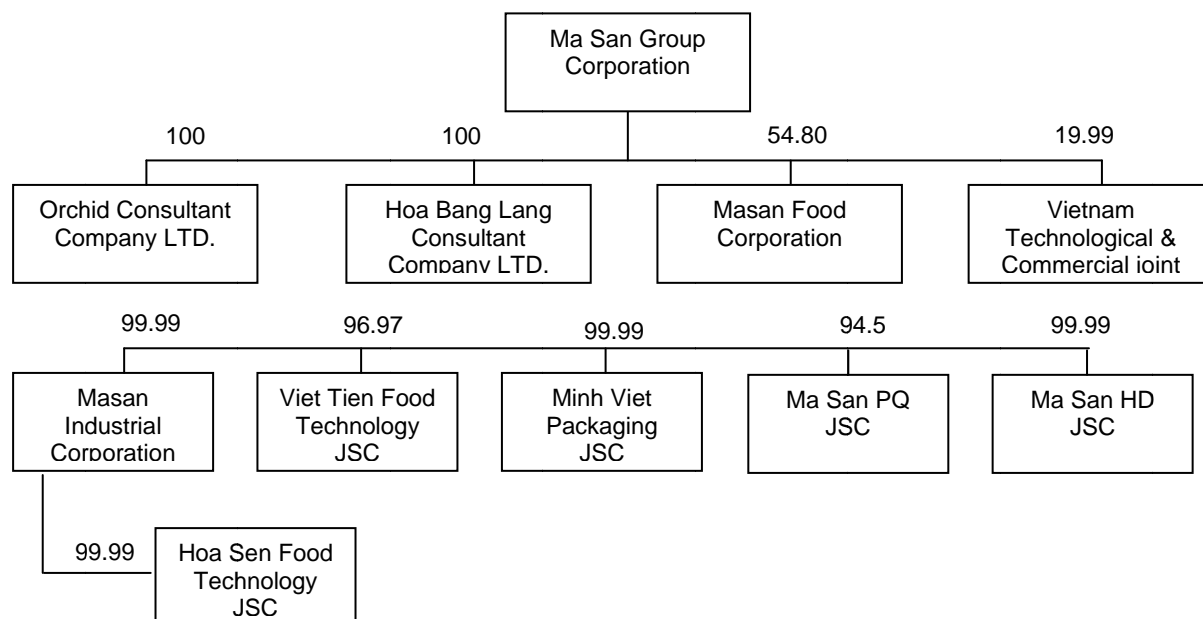 Ma San Group
Corporation
100
100
54.80
19.99
Orchid Consultant
Company LTD.
Hoa Bang Lang
Consultant
Company LTD.
Masan Food
Corporation
Vietnam
Technological &
Commercial joint
99.99
96.97
99.99
94.5
99.99
Masan
Industrial
Corporation
Viet Tien Food
Technology
JSC
Minh Viet
Packaging
JSC
Ma San PQ
JSC
Ma San HD
JSC
99.99
Hoa Sen Food
Technology
JSC